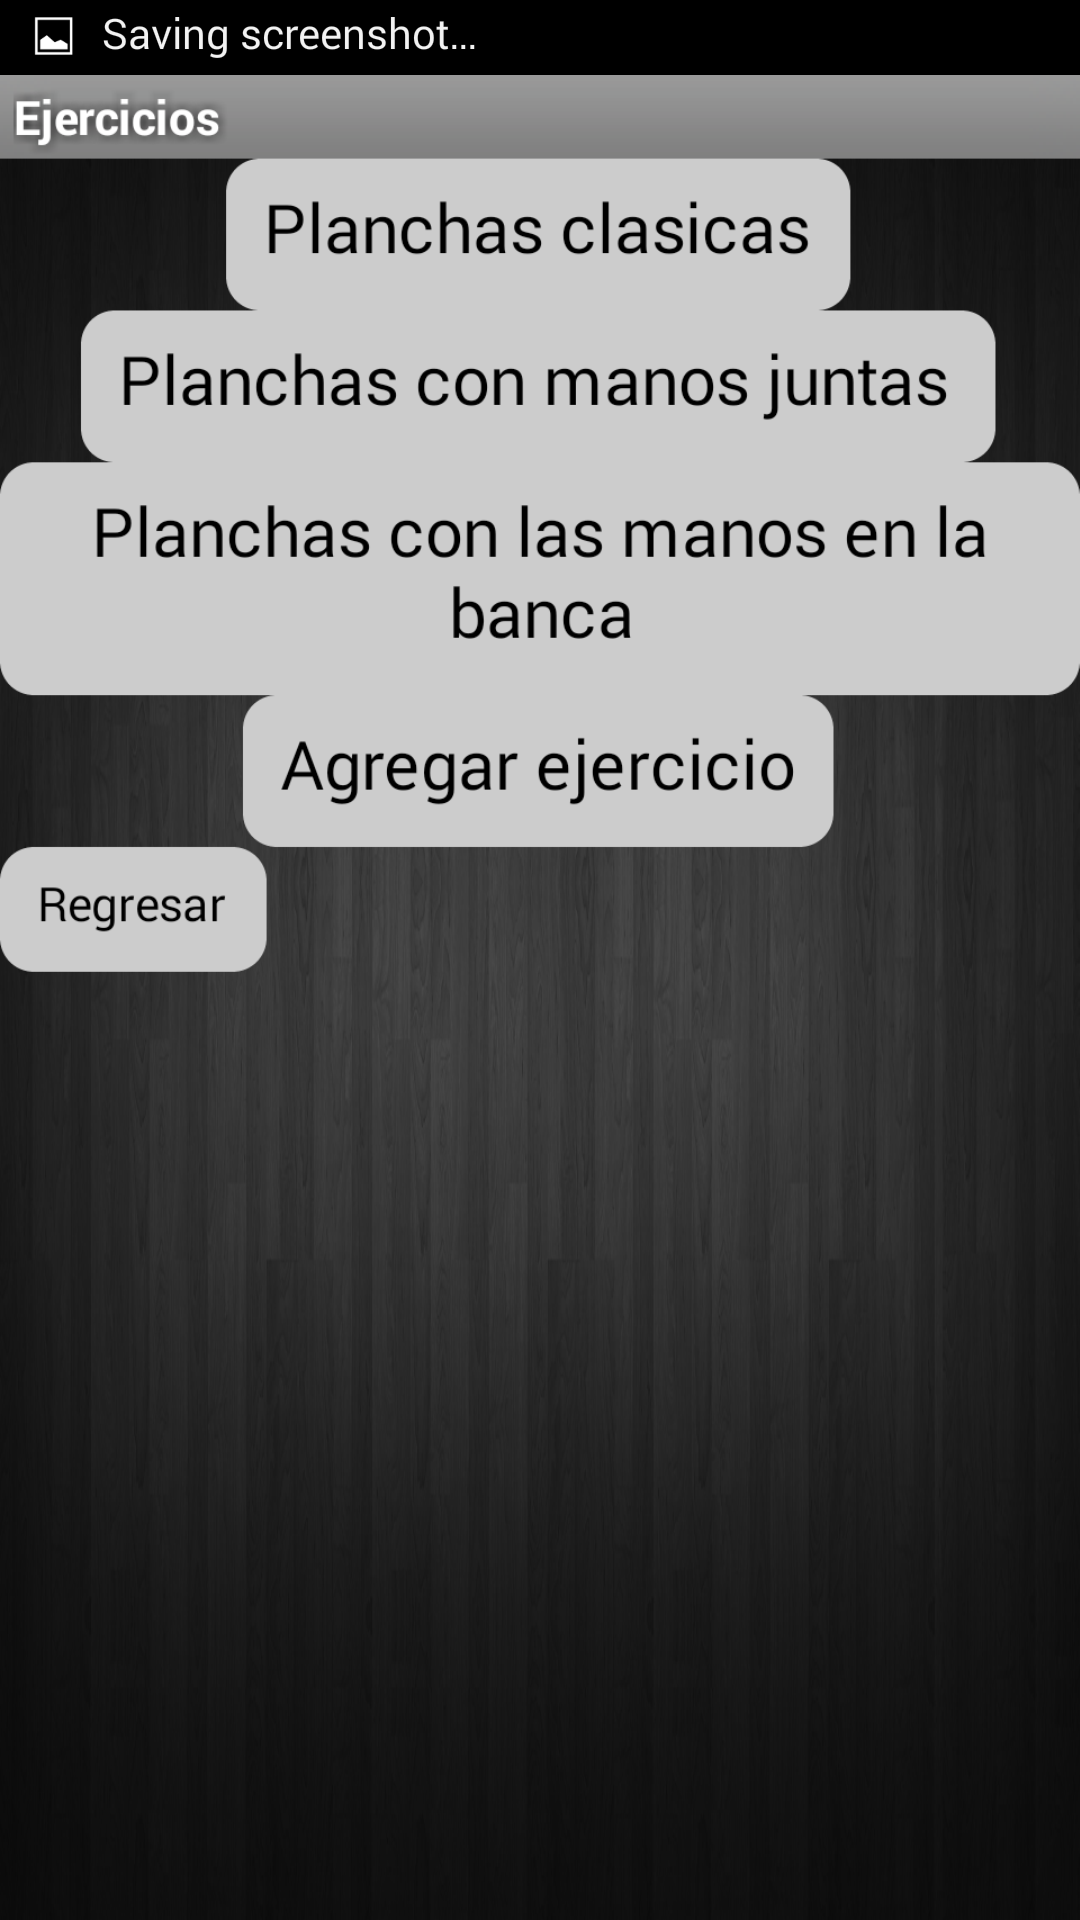 Saving screenshot...
Ejercicios
Planchas clasicas
Planchas con manos juntas
Planchas con las manos en la
banca
Agregar ejercicio
Regresar